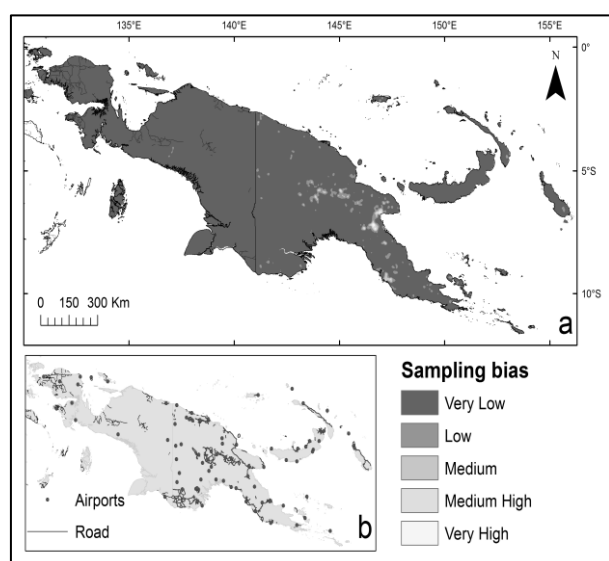 135°E 140°E 145°E 150°E 155°E
0°
N
5°S
10°S
0 150 300 Km
a
Sampling bias
Very Low
Low
Medium
Medium High
Very High
Airports
Road
b